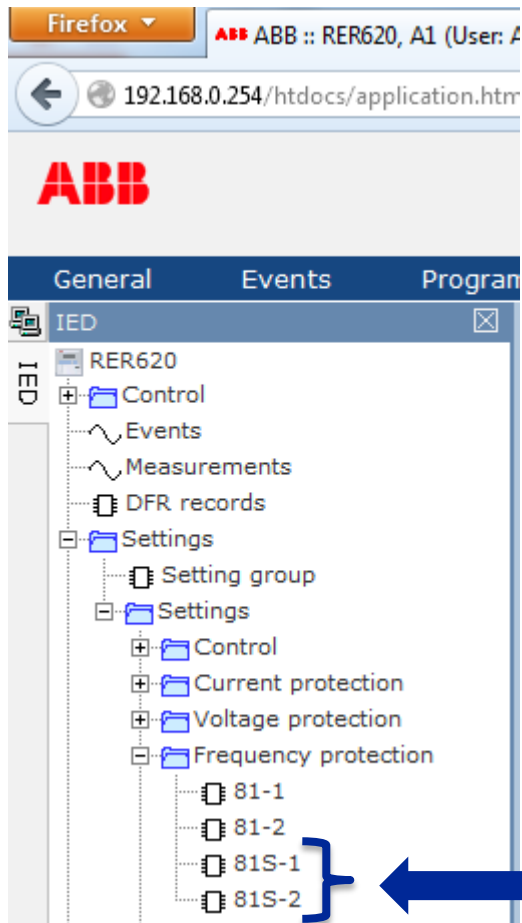 Firefox
ABB ABB :: RER620, A1 (User: A
192.168.0.254/htdocs/application.htm
ABB
General Events Program
IED
IED
RER620
Control
Events
Measurements
DFR records
Settings
Setting group
Settings
Control
Current protection
Voltage protection
Frequency protection
81-1
81-2
81S-1
81S-2